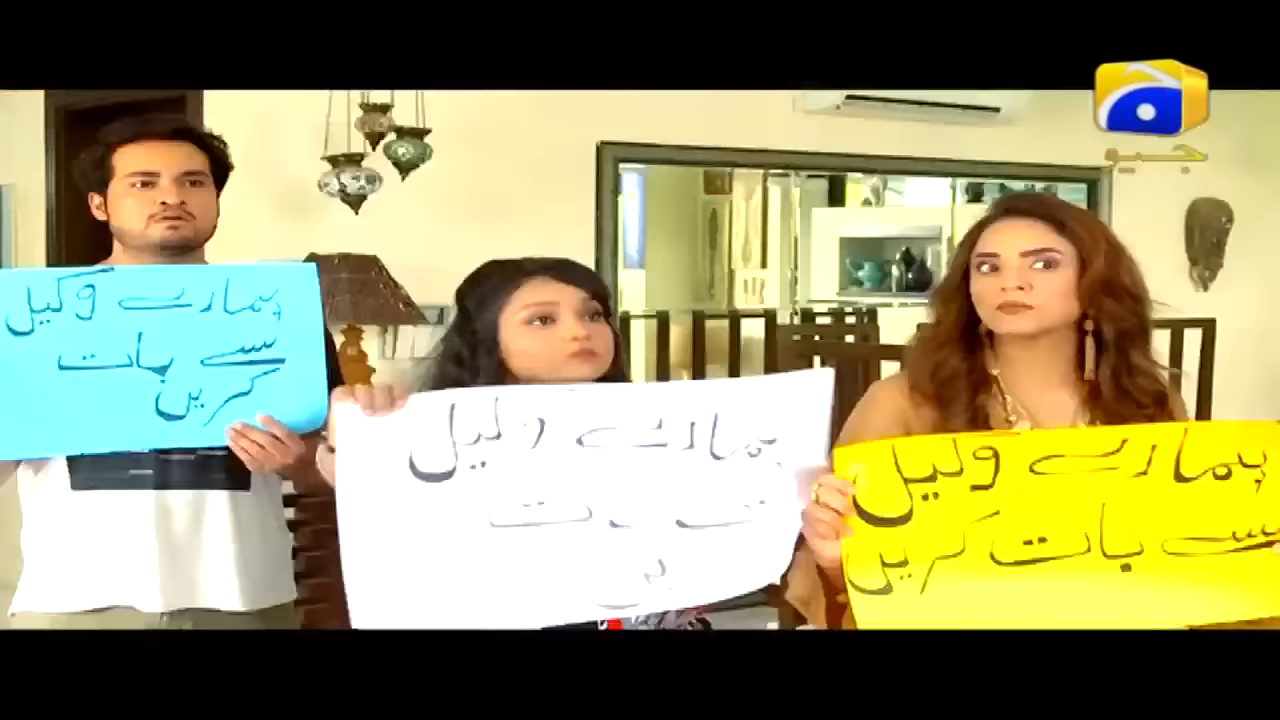 ہمارے وکیل
سے بات
کریں
ہمارے وکیل
ہمارے وکیل
سے بات کریں
جیو